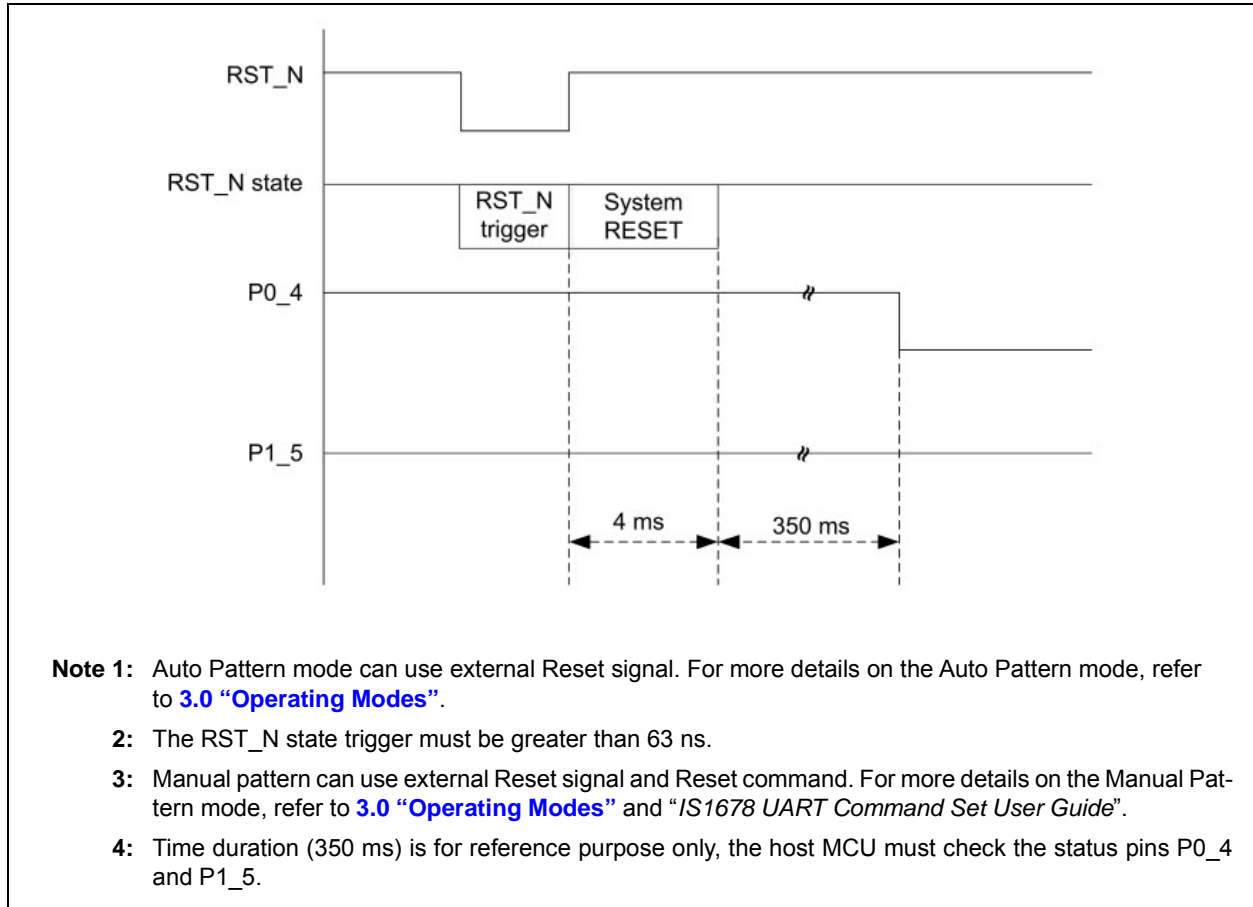 RST_N
RST_N state
RST_N
trigger
System
RESET
P0_4
P1_5
4 ms
350 ms
Note 1: Auto Pattern mode can use external Reset signal. For more details on the Auto Pattern mode, refer
to 3.0 “Operating Modes”.
2: The RST_N state trigger must be greater than 63 ns.
3: Manual pattern can use external Reset signal and Reset command. For more details on the Manual Pat-
tern mode, refer to 3.0 “Operating Modes” and “IS1678 UART Command Set User Guide”.
4: Time duration (350 ms) is for reference purpose only, the host MCU must check the status pins P0_4
and P1_5.